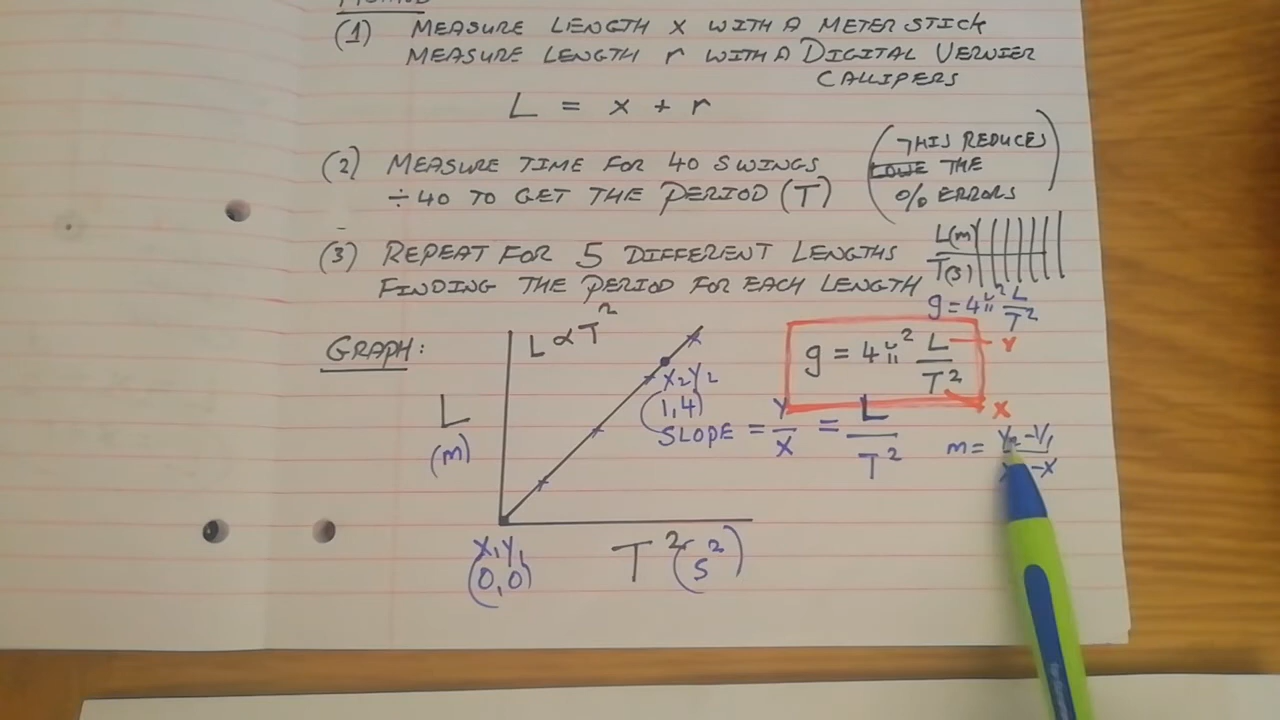 METHOD
(1) MEASURE LENGTH X WITH A METER STICK
MEASURE LENGTH r WITH A DIGITAL VERNIER
CALLIPERS
L = x + r
(2) MEASURE TIME FOR 40 SWINGS
÷ 40 TO GET THE PERIOD (T)
(THIS REDUCES
THE
% ERRORS)
(3) REPEAT FOR 5 DIFFERENT LENGTHS
FINDING THE PERIOD FOR EACH LENGTH
L(m)
T(s)
g = 4π² L/T²
GRAPH:
L ∝ T²
g = 4π² L/T²
Y
X
L
(m)
X₂Y₂
(1,4)
SLOPE = Y/X = L/T²
m = Y₂-Y₁
-X
X₁Y₁
(0,0)
T² (s²)